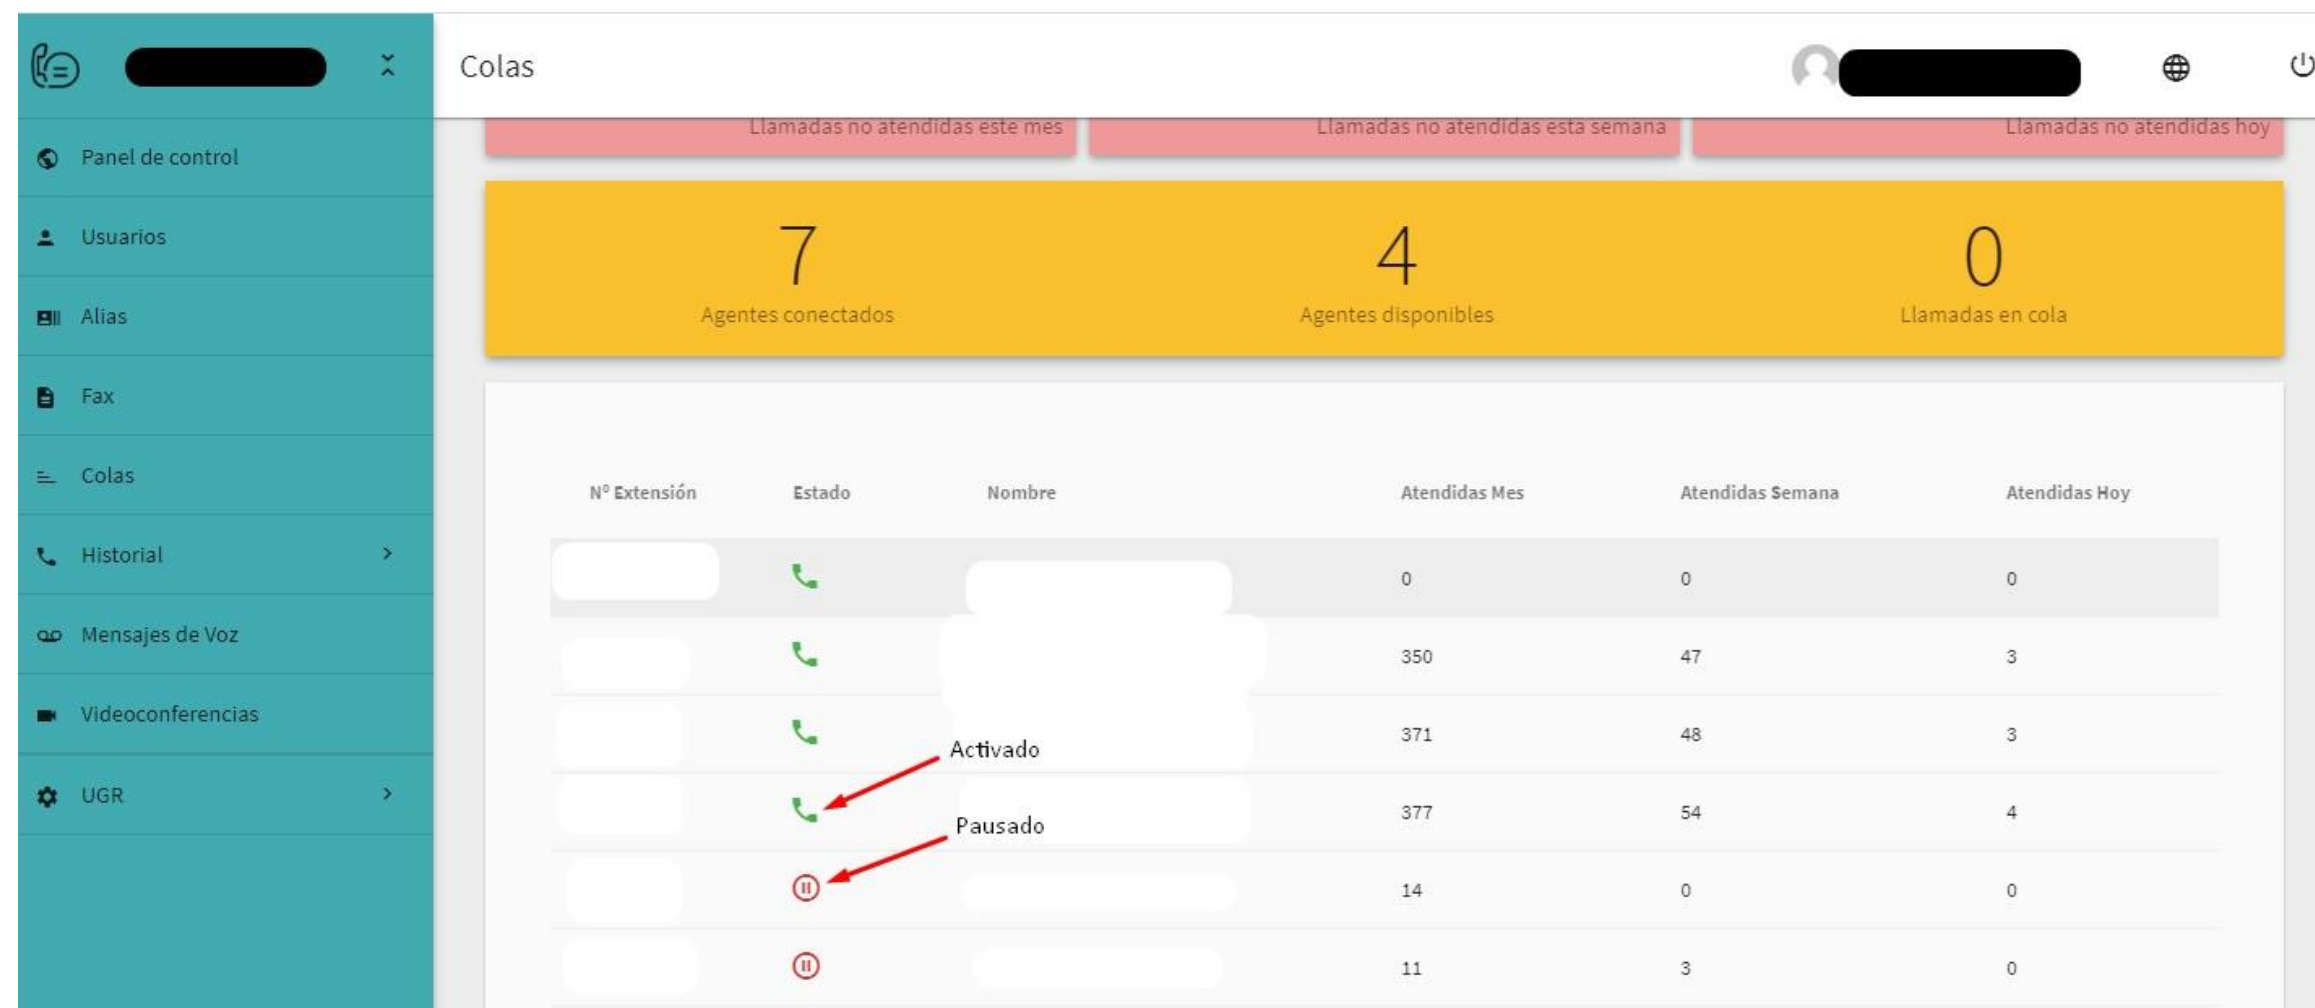 Colas
Panel de control
Usuarios
Alias
Fax
Colas
Historial
Mensajes de Voz
Videoconferencias
UGR
Llamadas no atendidas este mes
Llamadas no atendidas esta semana
Llamadas no atendidas hoy
7
Agentes conectados
4
Agentes disponibles
0
Llamadas en cola
Nº Extensión Estado Nombre Atendidas Mes Atendidas Semana Atendidas Hoy
0 0 0
350 47 3
371 48 3
Activado
377 54 4
Pausado
14 0 0
11 3 0